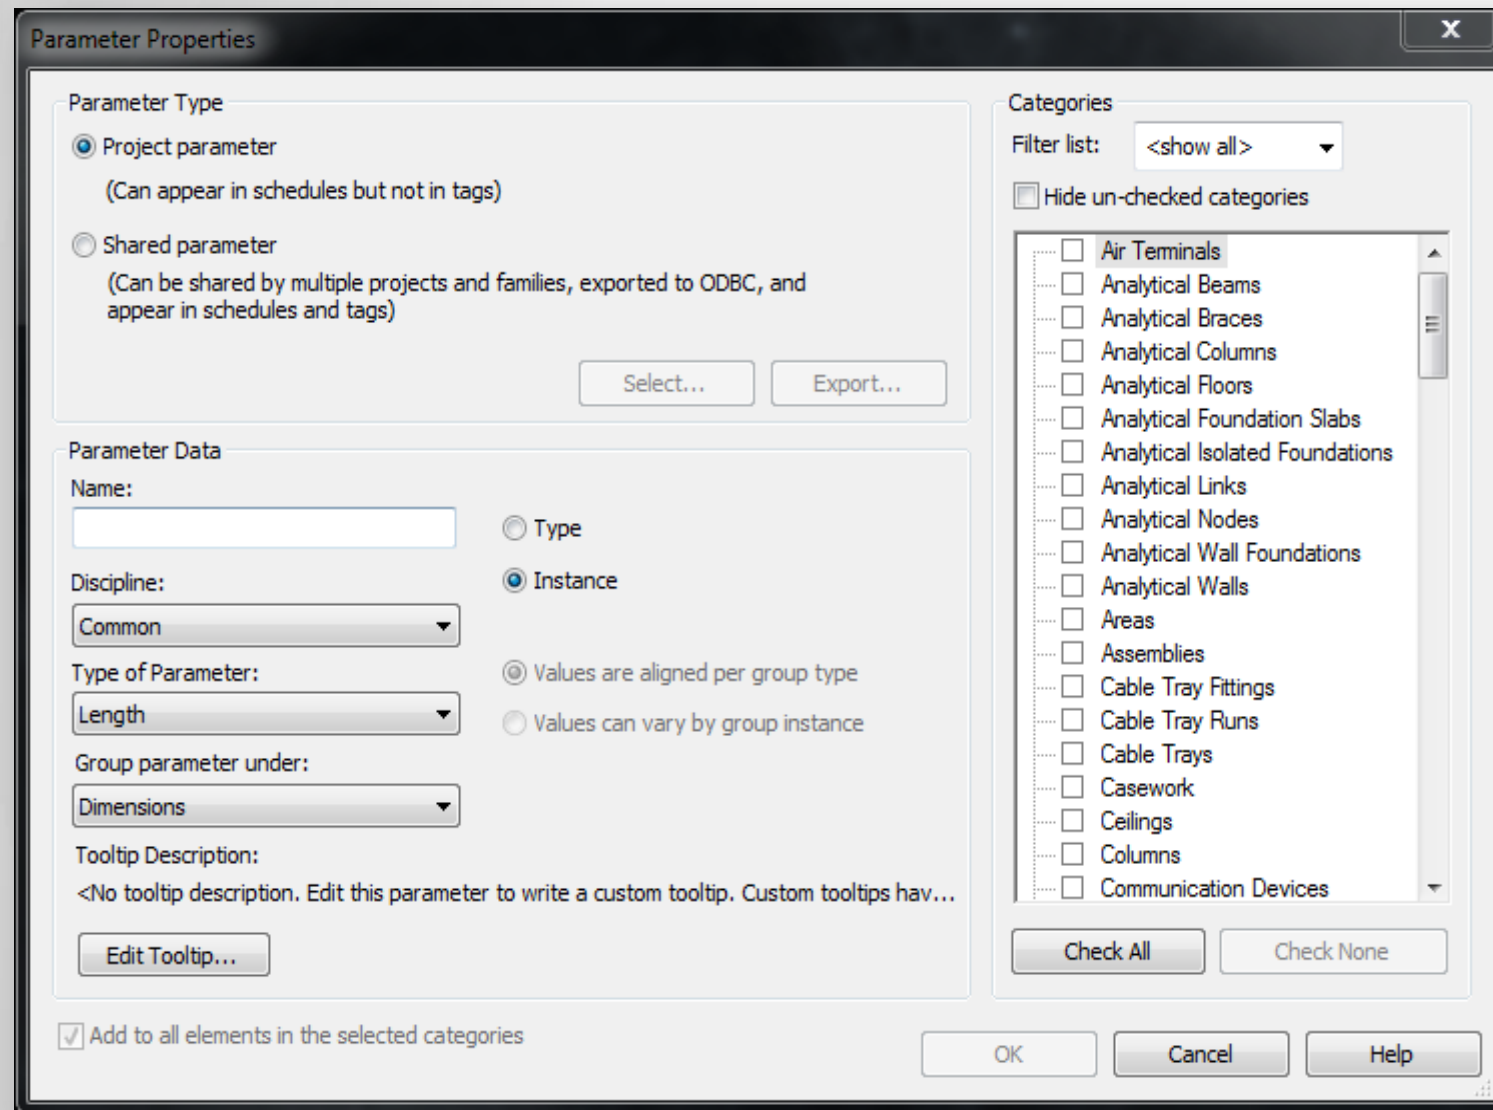 Parameter Properties
x
Parameter Type
Project parameter
(Can appear in schedules but not in tags)
Shared parameter
(Can be shared by multiple projects and families, exported to ODBC, and
appear in schedules and tags)
Select...
Export...
Parameter Data
Name:
Type
Discipline:
Instance
Common
Type of Parameter:
Values are aligned per group type
Length
Values can vary by group instance
Group parameter under:
Dimensions
Tooltip Description:
<No tooltip description. Edit this parameter to write a custom tooltip. Custom tooltips hav...
Edit Tooltip...
Categories
Filter list:
<show all>
Hide un-checked categories
Air Terminals
Analytical Beams
Analytical Braces
Analytical Columns
Analytical Floors
Analytical Foundation Slabs
Analytical Isolated Foundations
Analytical Links
Analytical Nodes
Analytical Wall Foundations
Analytical Walls
Areas
Assemblies
Cable Tray Fittings
Cable Tray Runs
Cable Trays
Casework
Ceilings
Columns
Communication Devices
Check All
Check None
Add to all elements in the selected categories
OK
Cancel
Help